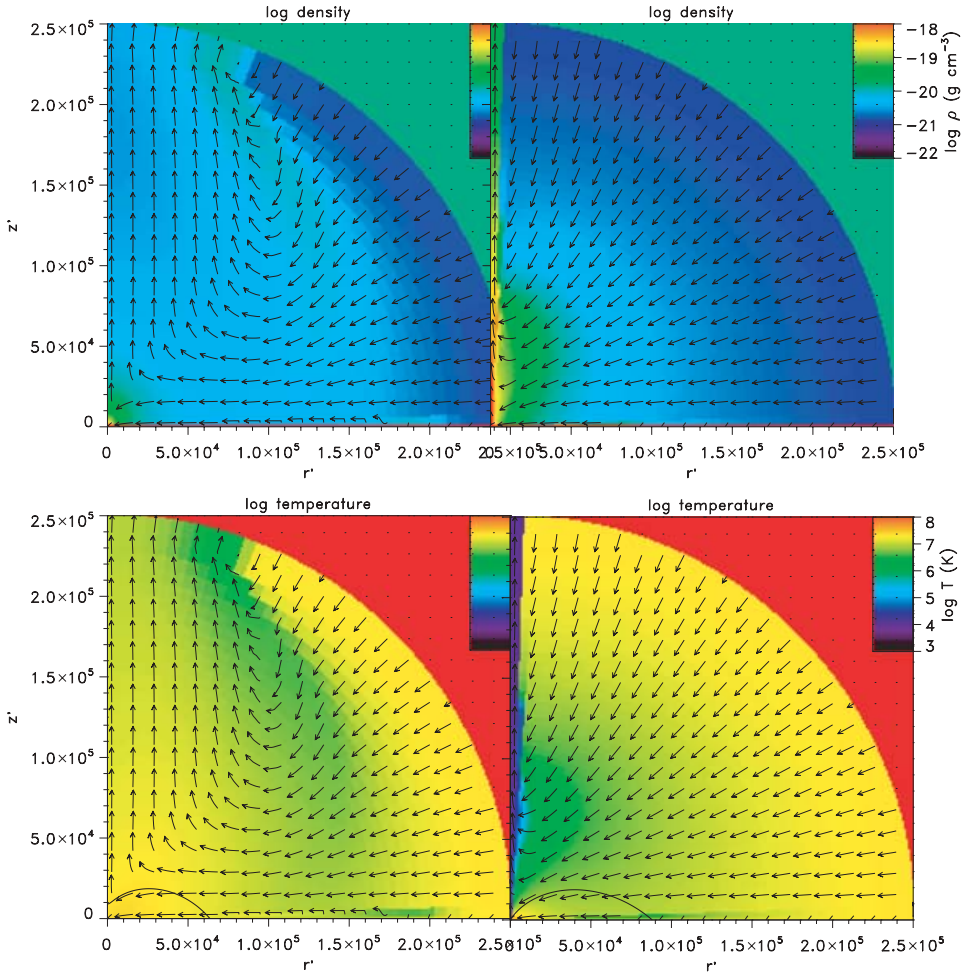 log density
log density
2.5×10⁵
2.0×10⁵
1.5×10⁵
1.0×10⁵
5.0×10⁴
0
z'
-18
-19
-20
-21
-22
log ρ (g cm⁻³)
0 5.0×10⁴ 1.0×10⁵ 1.5×10⁵ 2.0×10⁵ 1.0×10⁵ 1.5×10⁵ 2.0×10⁵ 2.5×10⁵
r' r'
log temperature
log temperature
2.5×10⁵
2.0×10⁵
1.5×10⁵
1.0×10⁵
5.0×10⁴
0
z'
8
7
6
5
4
3
log T (K)
0 5.0×10⁴ 1.0×10⁵ 1.5×10⁵ 2.0×10⁵ 5.0×10⁴ 1.0×10⁵ 1.5×10⁵ 2.0×10⁵ 2.5×10⁵
r' r'